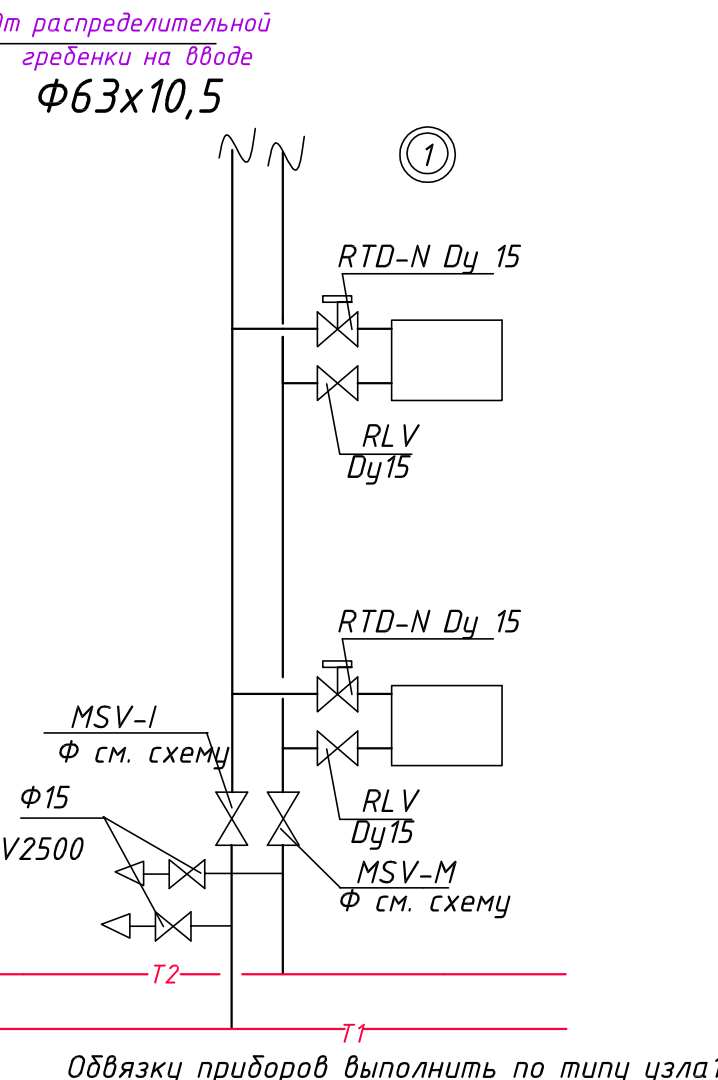 От распределительной
гребенки на вводе
Ф63х10,5
1
RTD-N Dy 15
RLV
Dy15
RTD-N Dy 15
MSV-I
Ф см. схему
Ф15
RLV
Dy15
V2500
MSV-M
Ф см. схему
T2
T1
Обвязку приборов выполнить по типу узла1